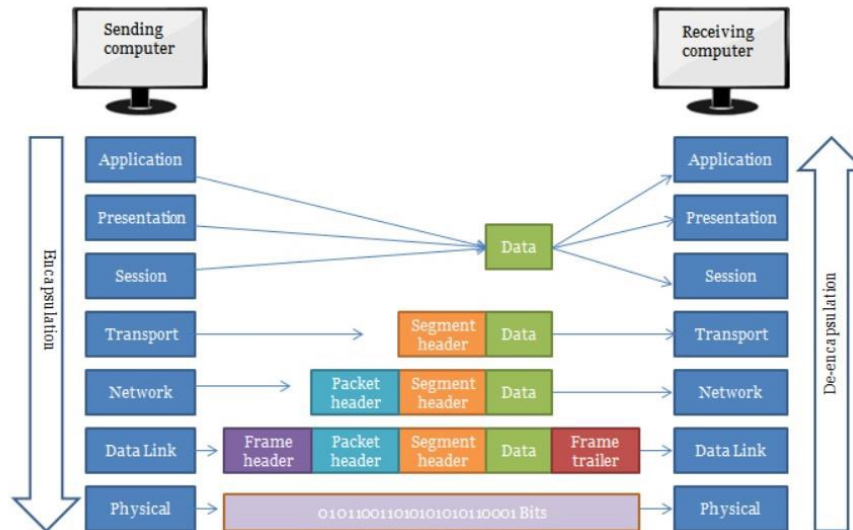 Sending
computer
Receiving
computer
Encapsulation
De-encapsulation
Application
Application
Presentation
Presentation
Data
Session
Session
Transport
Segment
header
Data
Transport
Network
Packet
header
Segment
header
Data
Network
Data Link
Frame
header
Packet
header
Segment
header
Data
Frame
trailer
Data Link
Physical
0101100110101010110001 Bits
Physical